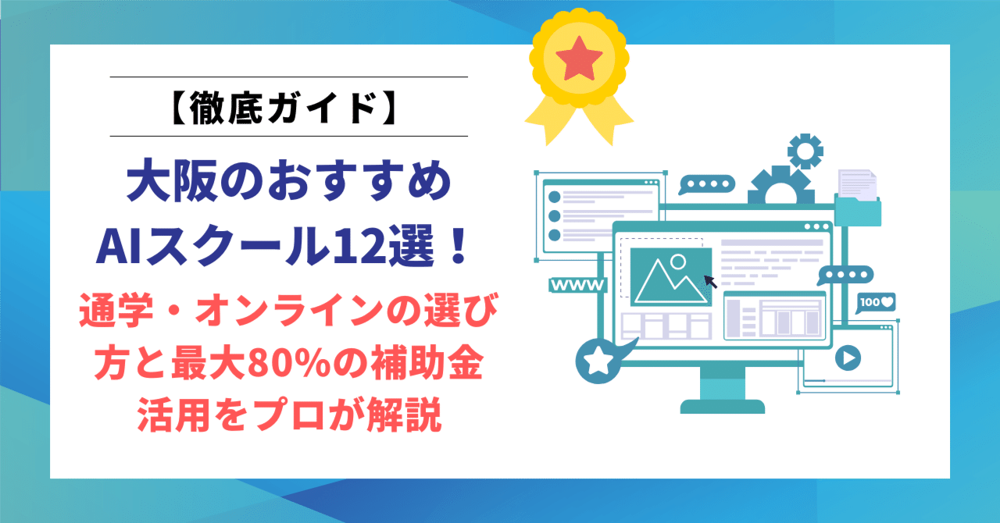 【徹底ガイド】
大阪のおすすめ
AIスクール12選!
通学・オンラインの選び
方と最大80%の補助金
活用をプロが解説
WWW
100